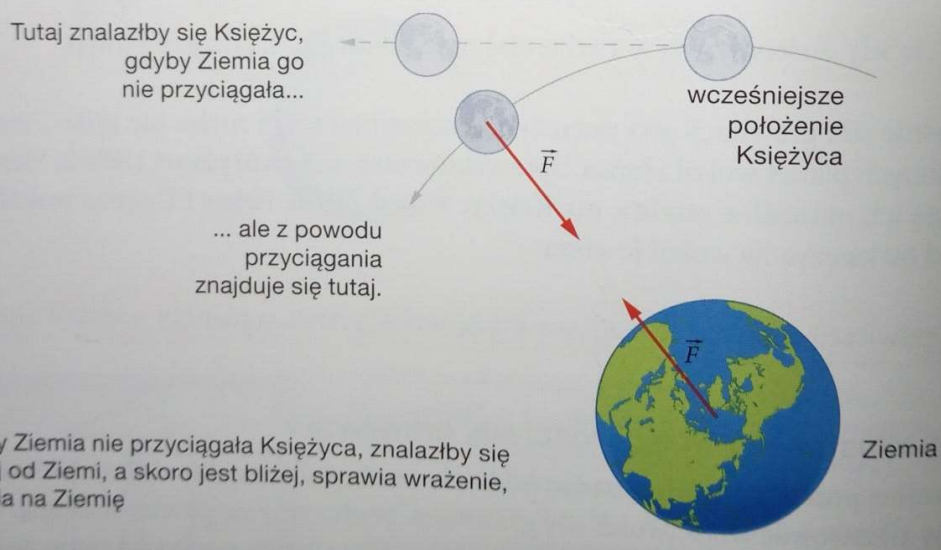 Tutaj znalazłby się Księżyc,
gdyby Ziemia go
nie przyciągała...
wcześniejsze
położenie
Księżyca
F
... ale z powodu
przyciągania
znajduje się tutaj.
F
Ziemia
Ziemia nie przyciągała Księżyca, znalazłby się
od Ziemi, a skoro jest bliżej, sprawia wrażenie,
na Ziemię